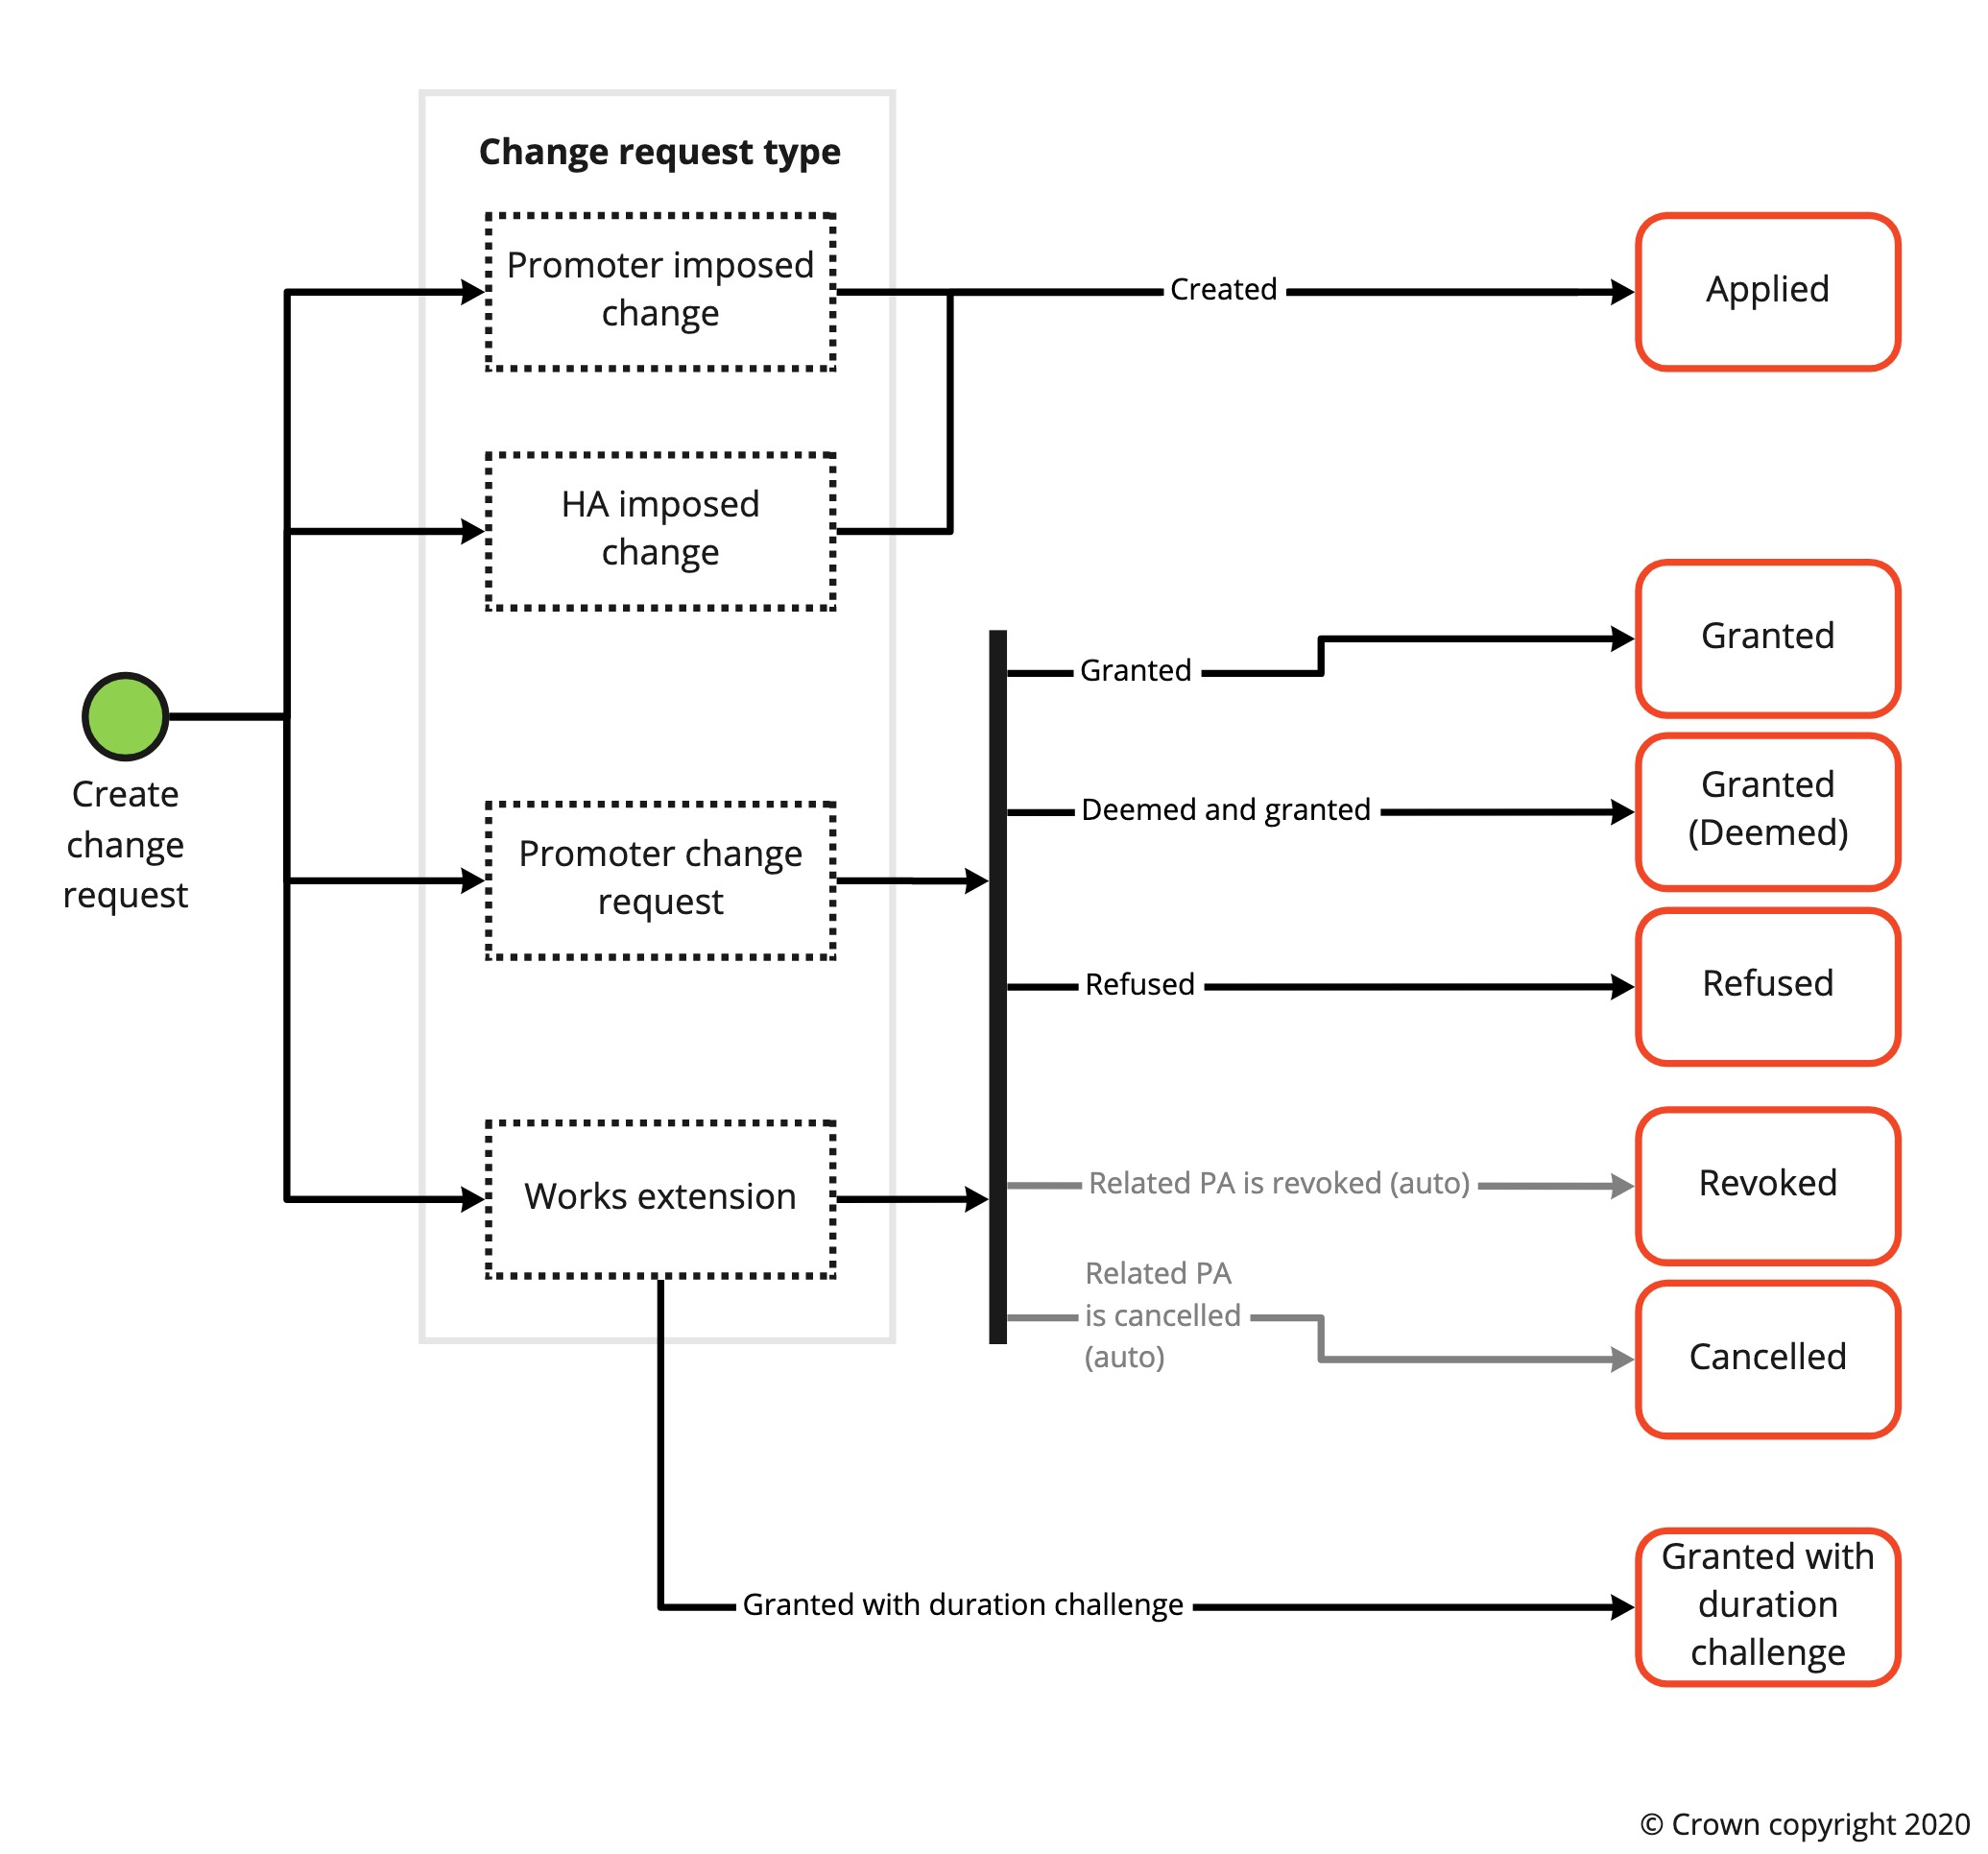 Change request type
Promoter imposed
change
Created
Applied
HA imposed
change
Granted
Granted
Create
change
request
Deemed and granted
Granted
(Deemed)
Promoter change
request
Refused
Refused
Works extension
Related PA is revoked (auto)
Revoked
Related PA
is cancelled
(auto)
Cancelled
Granted with duration challenge
Granted with
duration
challenge
© Crown copyright 2020